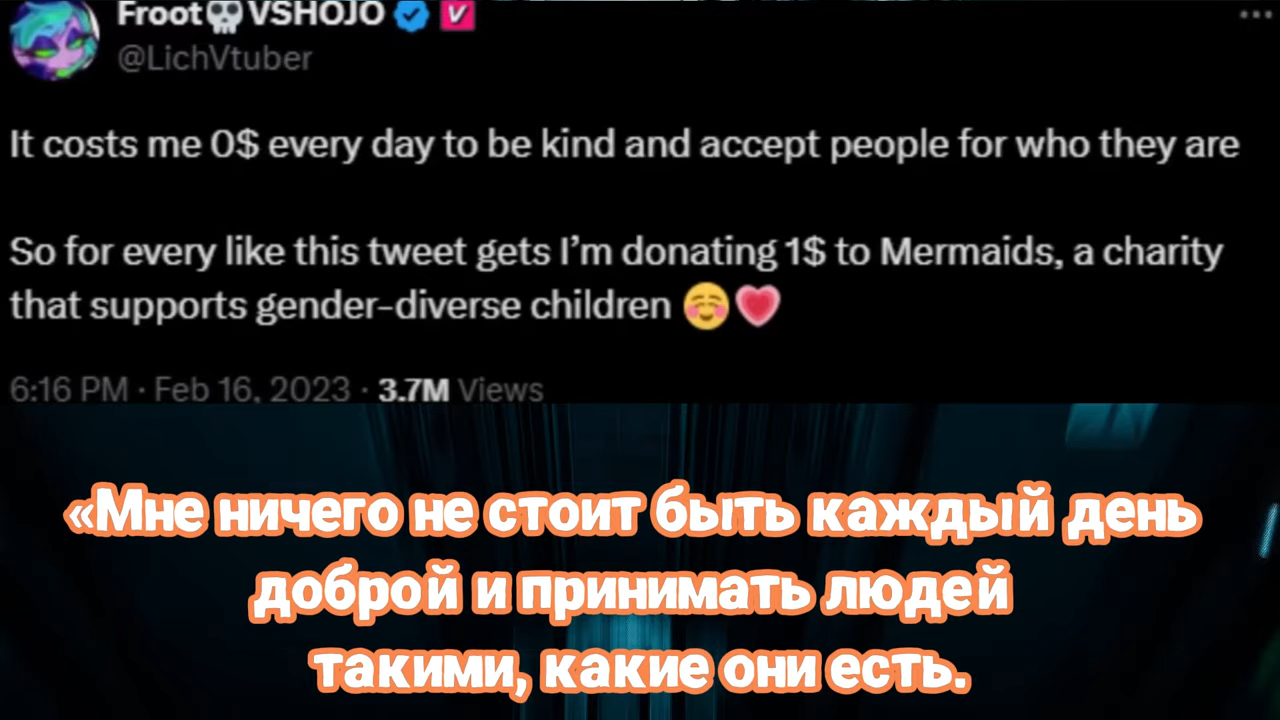 Froot💀VSHOJO
@LichVtuber
It costs me 0$ every day to be kind and accept people for who they are
So for every like this tweet gets I’m donating 1$ to Mermaids, a charity
that supports gender-diverse children ☺️💗
6:16 PM · Feb 16, 2023 · 3.7M Views
«Мне ничего не стоит быть каждый день
доброй и принимать людей
такими, какие они есть.